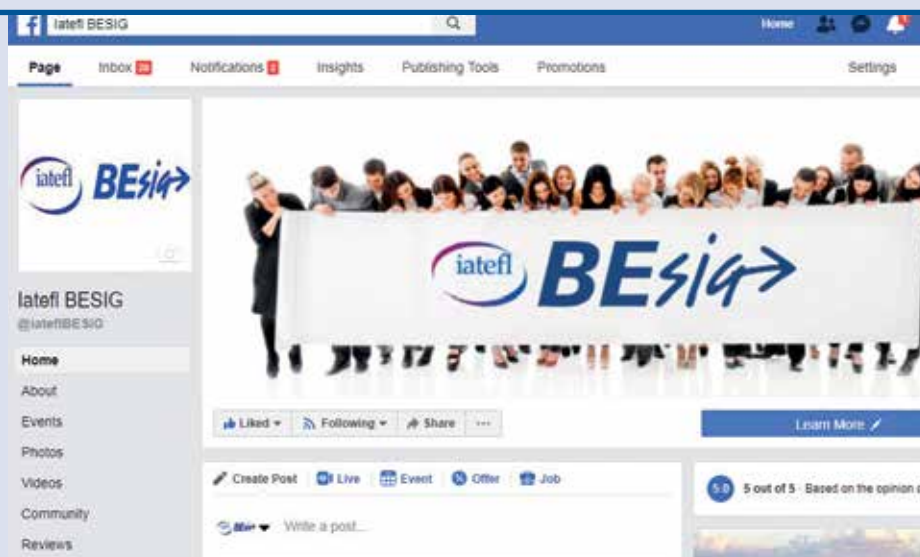 f Iatefl BESIG
Home
Page Inbox Notifications Insights Publishing Tools Promotions Settings
iatefl BEsig
iatefl BEsig
Iatefl BESIG
@iateflBESIG
Home
About
Events
Photos
Videos
Community
Reviews
Liked Following Share ...
Learn More
Create Post Live Event Offer Job
Write a post...
5.0 5 out of 5 · Based on the opinion